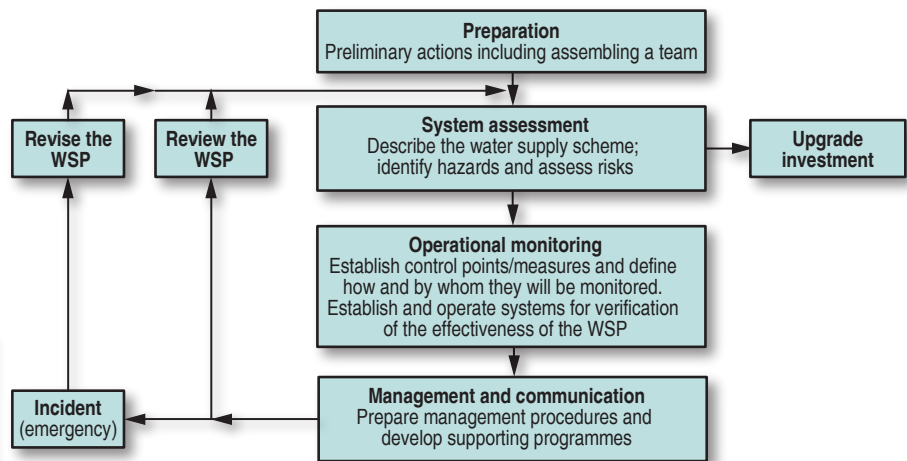 Preparation
Preliminary actions including assembling a team
Revise the
WSP
Review the
WSP
System assessment
Describe the water supply scheme;
identify hazards and assess risks
Upgrade
investment
Operational monitoring
Establish control points/measures and define
how and by whom they will be monitored.
Establish and operate systems for verification
of the effectiveness of the WSP
Incident
(emergency)
Management and communication
Prepare management procedures and
develop supporting programmes